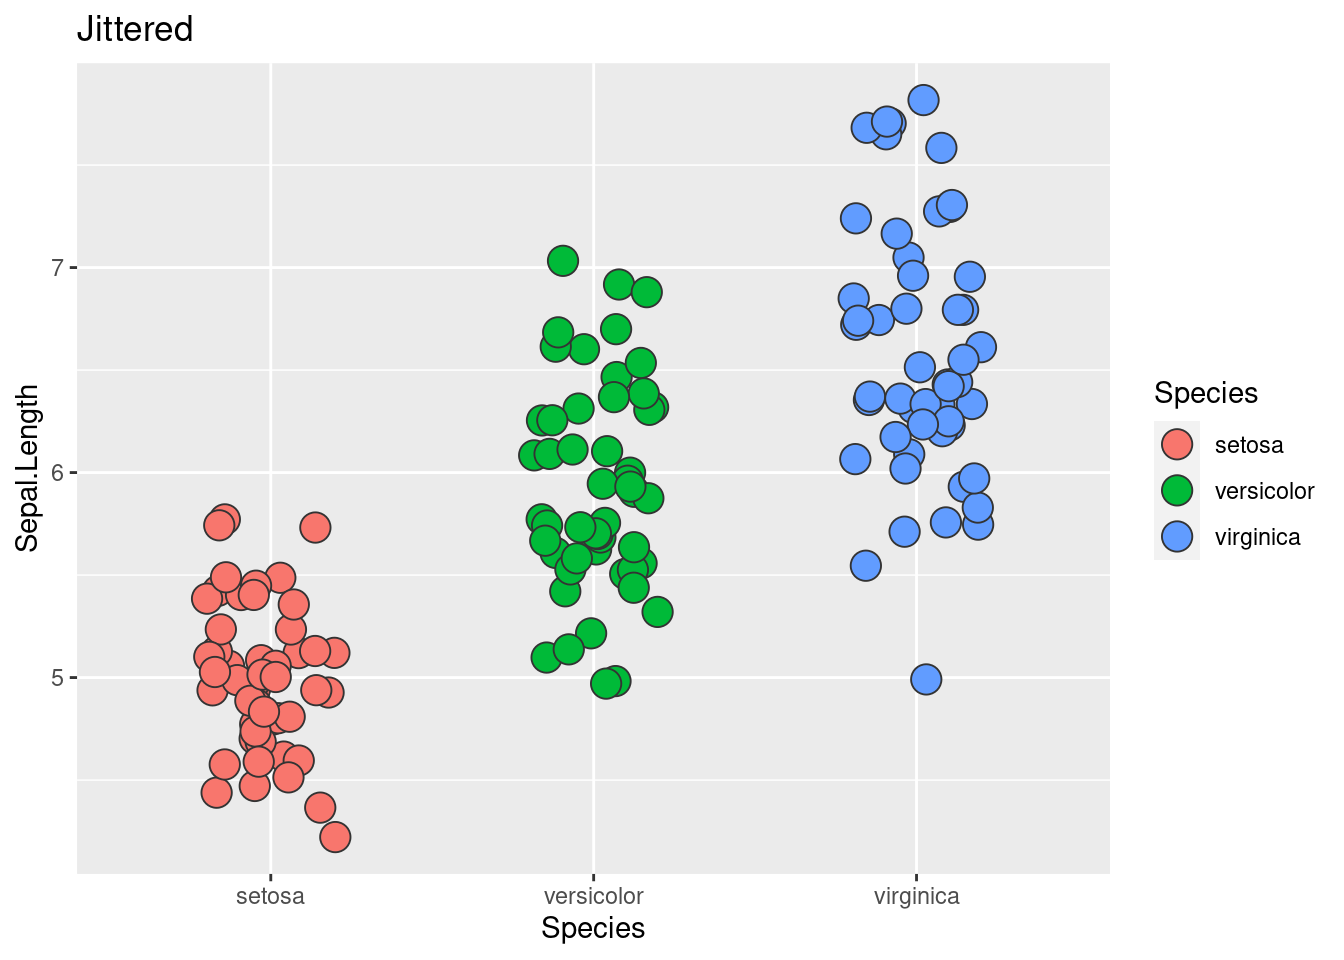 Jittered
7
6
5
Sepal.Length
setosa
versicolor
virginica
Species
Species
setosa
versicolor
virginica